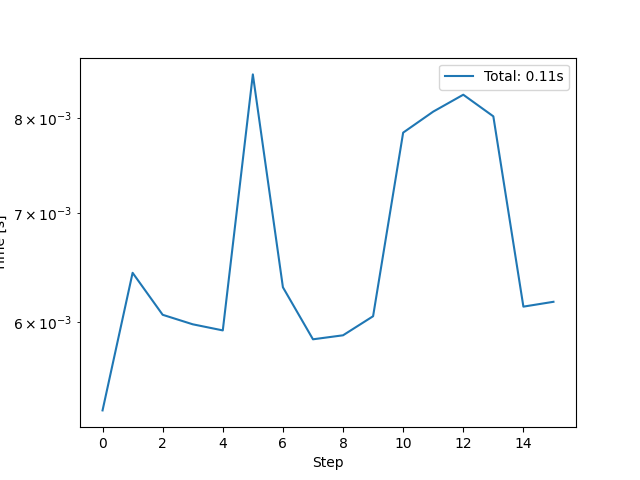 Total: 0.11s
8 × 10⁻³
7 × 10⁻³
6 × 10⁻³
[s]
0 2 4 6 8 10 12 14
Step